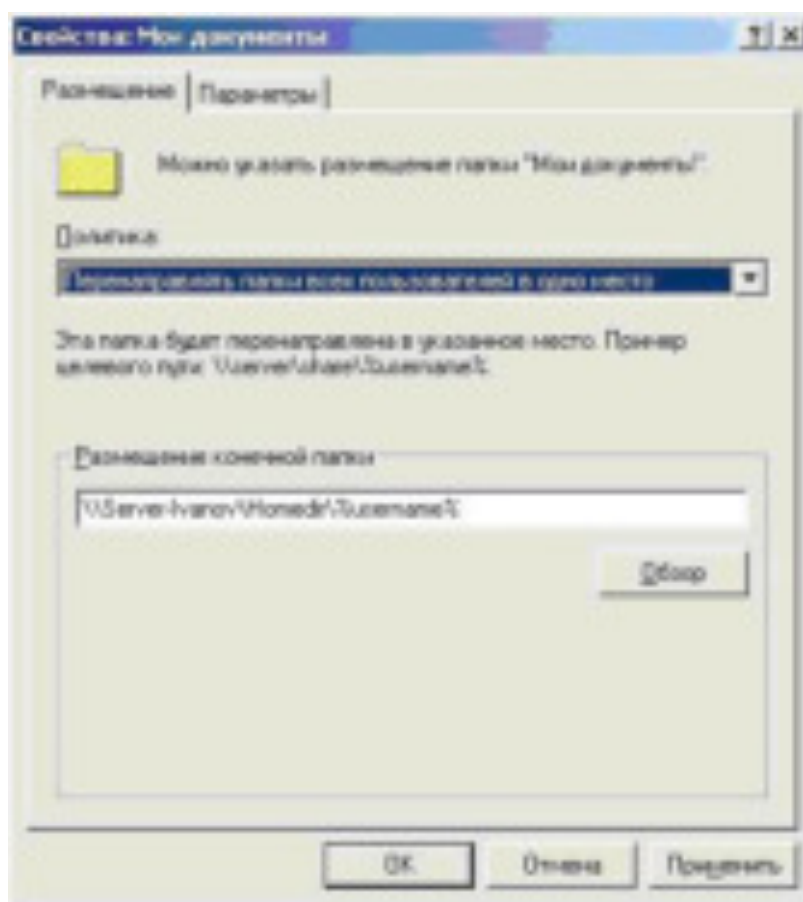 Свойства: Мои документы
Размещение Параметры
Можно указать размещение папки "Мои документы".
Политика:
Перенаправлять папки всех пользователей в одно место
Эта папка будет перенаправлена в указанное место. Пример
целевого пути: \\server\share\%username%.
Размещение конечной папки
\\Server-Ivanov\Homedir\%username%
Обзор
OK Отмена Применить